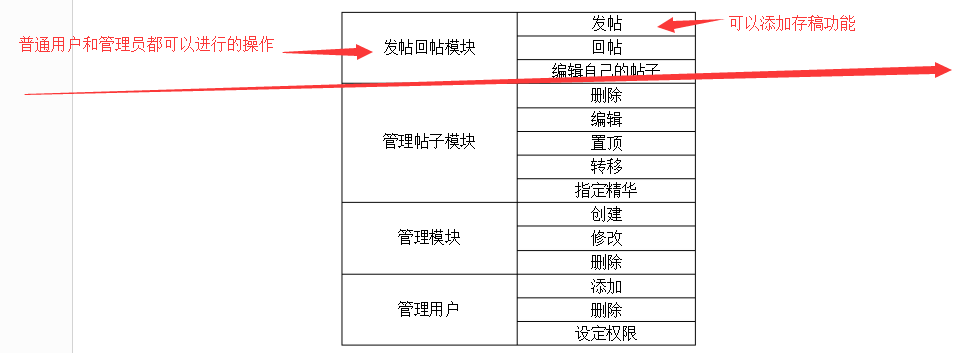 发帖
可以添加存稿功能
普通用户和管理员都可以进行的操作
发帖回帖模块
回帖
编辑自己的帖子
删除
编辑
管理帖子模块
置顶
转移
指定精华
创建
管理模块
修改
删除
添加
管理用户
删除
设定权限